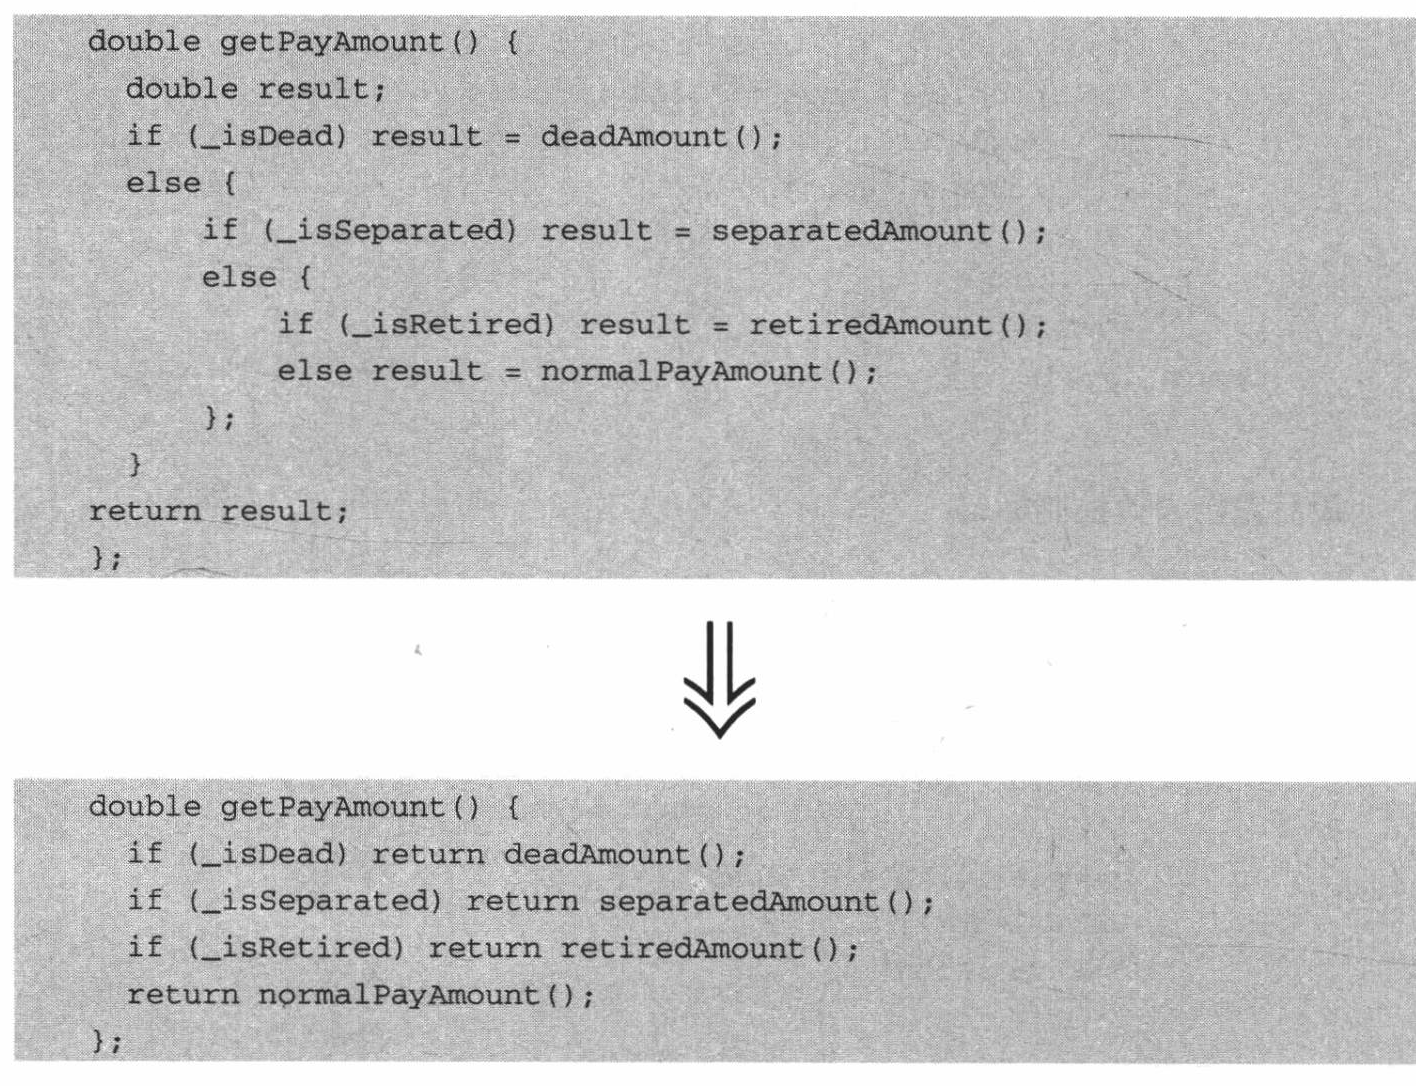 double getPayAmount() {
double result;
if (_isDead) result = deadAmount();
else {
if (_isSeparated) result = separatedAmount();
else {
if (_isRetired) result = retiredAmount();
else result = normalPayAmount();
};
}
return result;
};
double getPayAmount() {
if (_isDead) return deadAmount();
if (_isSeparated) return separatedAmount();
if (_isRetired) return retiredAmount();
return normalPayAmount();
};